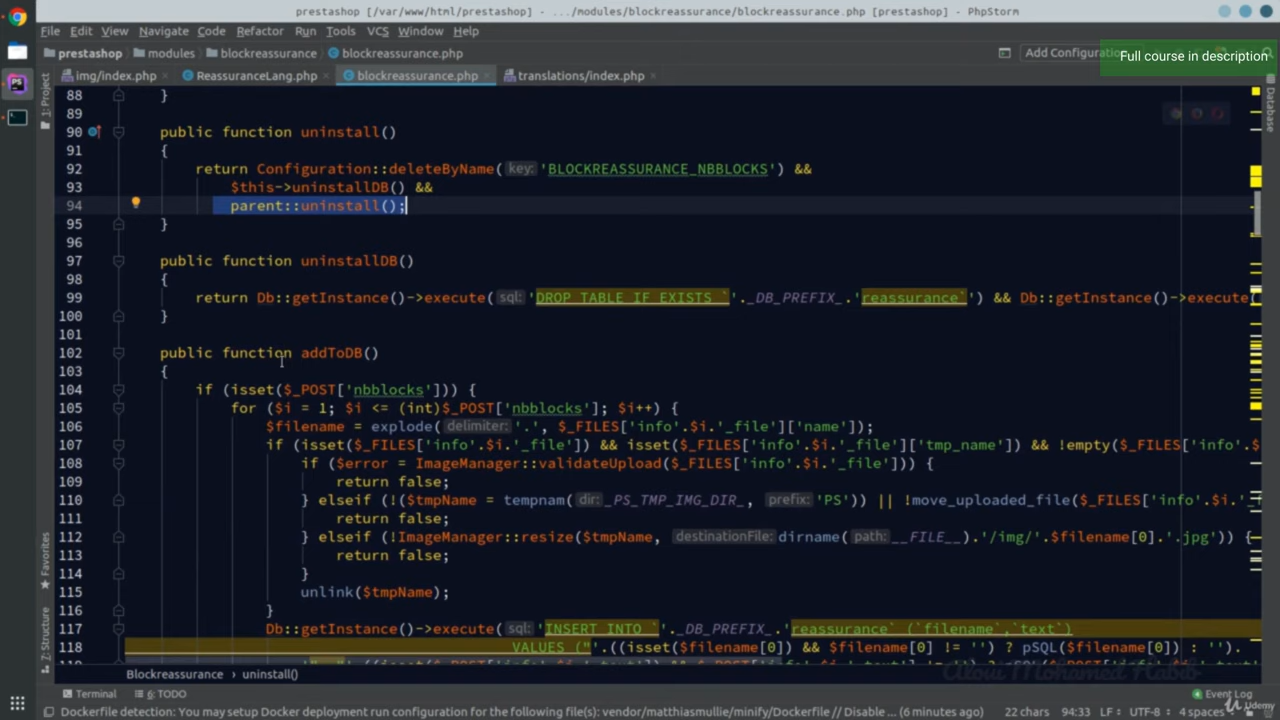 prestashop [/var/www/html/prestashop] - .../modules/blockreassurance/blockreassurance.php [prestashop] - PhpStorm
File Edit View Navigate Code Refactor Run Tools VCS Window Help
prestashop modules blockreassurance blockreassurance.php Add Configuratio
Full course in description
img/index.php ReassuranceLang.php blockreassurance.php translations/index.php
1: Project
Database
88 }
89
90 public function uninstall()
91 {
92 return Configuration::deleteByName( key: 'BLOCKREASSURANCE_NBBLOCKS') &&
93 $this->uninstallDB() &&
94 parent::uninstall();
95 }
96
97 public function uninstallDB()
98 {
99 return Db::getInstance()->execute( sql: 'DROP TABLE IF EXISTS `'._DB_PREFIX_.'reassurance`') && Db::getInstance()->execute(
100 }
101
102 public function addToDB()
103 {
104 if (isset($_POST['nbblocks'])) {
105 for ($i = 1; $i <= (int)$_POST['nbblocks']; $i++) {
106 $filename = explode( delimiter: '.', $_FILES['info'.$i.'_file']['name']);
107 if (isset($_FILES['info'.$i.'_file']) && isset($_FILES['info'.$i.'_file']['tmp_name']) && !empty($_FILES['info'.$i.'_
108 if ($error = ImageManager::validateUpload($_FILES['info'.$i.'_file'])) {
109 return false;
110 } elseif (!($tmpName = tempnam( dir: _PS_TMP_IMG_DIR_, prefix: 'PS')) || !move_uploaded_file($_FILES['info'.$i.'_f
111 return false;
112 } elseif (!ImageManager::resize($tmpName, destinationFile: dirname( path: __FILE__).'/img/'.$filename[0].'.jpg')) {
113 return false;
114 }
115 unlink($tmpName);
116 }
117 Db::getInstance()->execute( sql: 'INSERT INTO `'._DB_PREFIX_.'reassurance` (`filename`,`text`)
118 VALUES ("'.((isset($filename[0]) && $filename[0] != '') ? pSQL($filename[0]) : '').
Favorites
Z: Structure
Blockreassurance uninstall()
Terminal 6: TODO Event Log
Dockerfile detection: You may setup Docker deployment run configuration for the following file(s): vendor/matthiasmullie/minify/Dockerfile // Disable ... (6 minutes ago) 22 chars 94:33 LF UTF-8 4 spaces
Udemy